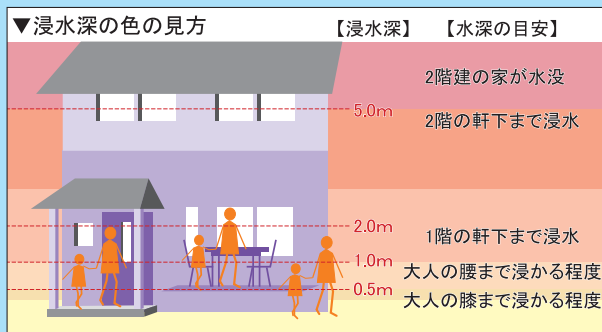 ▼浸水深の色の見方
【浸水深】 【水深の目安】
2階建の家が水没
5.0m
2階の軒下まで浸水
2.0m
1階の軒下まで浸水
1.0m
大人の腰まで浸かる程度
0.5m
大人の膝まで浸かる程度